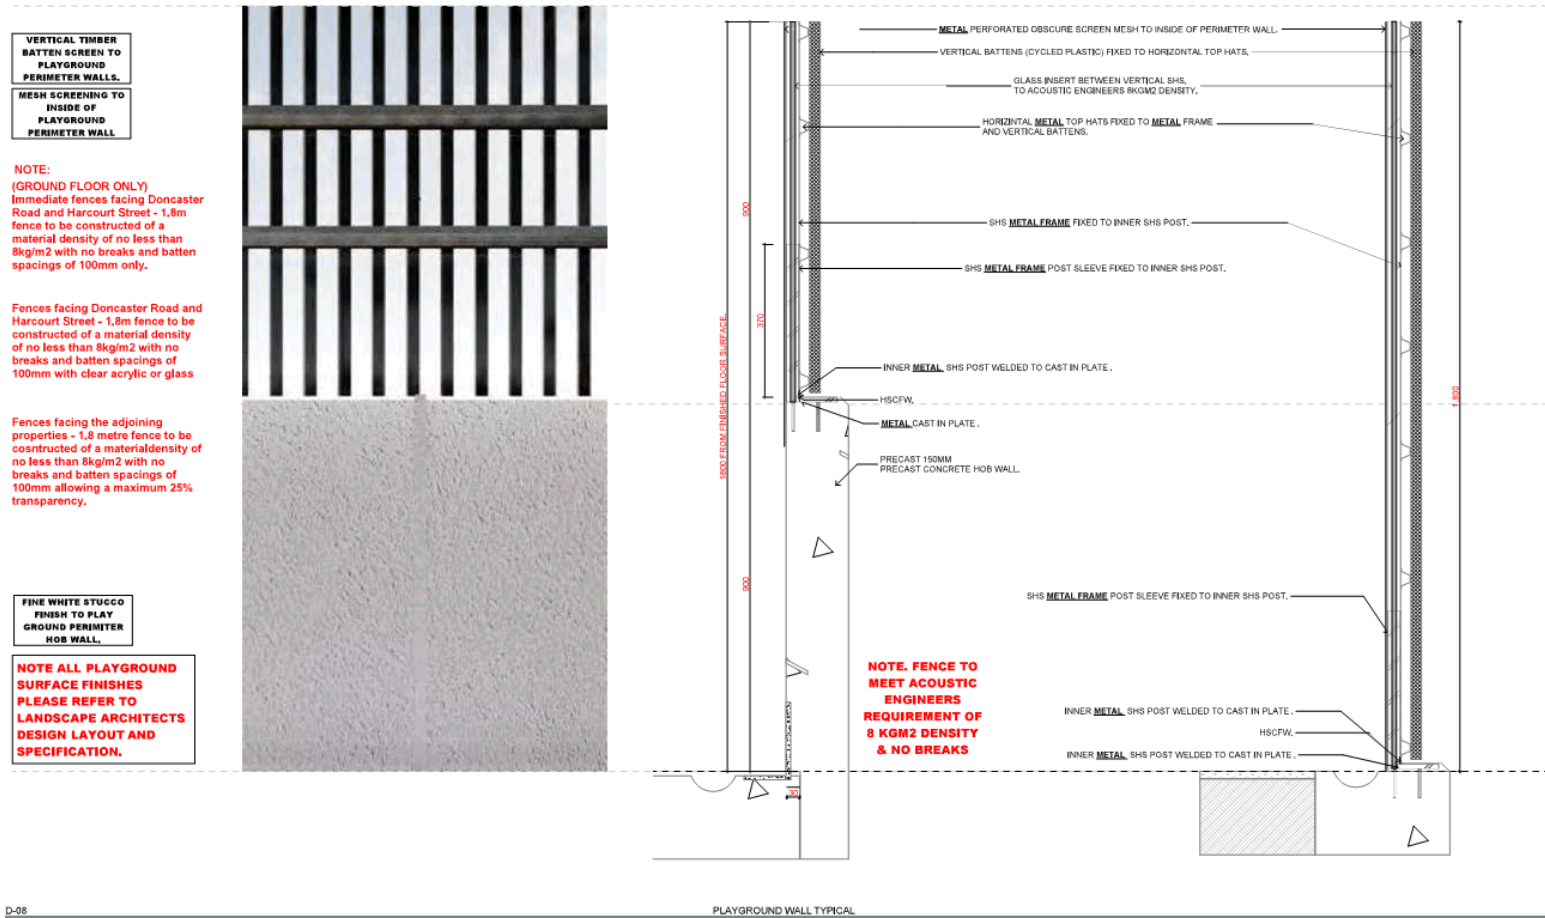 VERTICAL TIMBER
BATTEN SCREEN TO
PLAYGROUND
PERIMETER WALLS.
MESH SCREENING TO
INSIDE OF
PLAYGROUND
PERIMETER WALL
NOTE:
(GROUND FLOOR ONLY)
Immediate fences facing Doncaster
Road and Harcourt Street - 1.8m
fence to be constructed of a
material density of no less than
8kg/m2 with no breaks and batten
spacings of 100mm only.
Fences facing Doncaster Road and
Harcourt Street - 1.8m fence to be
constructed of a material density
of no less than 8kg/m2 with no
breaks and batten spacings of
100mm with clear acrylic or glass
Fences facing the adjoining
properties - 1.8 metre fence to be
cosntructed of a materialdensity of
no less than 8kg/m2 with no
breaks and batten spacings of
100mm allowing a maximum 25%
transparency.
FINE WHITE STUCCO
FINISH TO PLAY
GROUND PERIMITER
HOB WALL.
NOTE ALL PLAYGROUND
SURFACE FINISHES
PLEASE REFER TO
LANDSCAPE ARCHITECTS
DESIGN LAYOUT AND
SPECIFICATION.
METAL PERFORATED OBSCURE SCREEN MESH TO INSIDE OF PERIMETER WALL.
VERTICAL BATTENS (CYCLED PLASTIC) FIXED TO HORIZONTAL TOP HATS.
GLASS INSERT BETWEEN VERTICAL SHS,
TO ACOUSTIC ENGINEERS 8KGM2 DENSITY.
HORIZINTAL METAL TOP HATS FIXED TO METAL FRAME
AND VERTICAL BATTENS.
900
SHS METAL FRAME FIXED TO INNER SHS POST.
SHS METAL FRAME POST SLEEVE FIXED TO INNER SHS POST.
370
1800 FROM FINISHED FLOOR SURFACE.
INNER METAL SHS POST WELDED TO CAST IN PLATE.
HSCFW.
METAL CAST IN PLATE.
1,800
PRECAST 150MM
PRECAST CONCRETE HOB WALL.
900
SHS METAL FRAME POST SLEEVE FIXED TO INNER SHS POST.
NOTE. FENCE TO
MEET ACOUSTIC
ENGINEERS
REQUIREMENT OF
8 KGM2 DENSITY
& NO BREAKS
INNER METAL SHS POST WELDED TO CAST IN PLATE.
HSCFW.
INNER METAL SHS POST WELDED TO CAST IN PLATE.
30
D-08
PLAYGROUND WALL TYPICAL